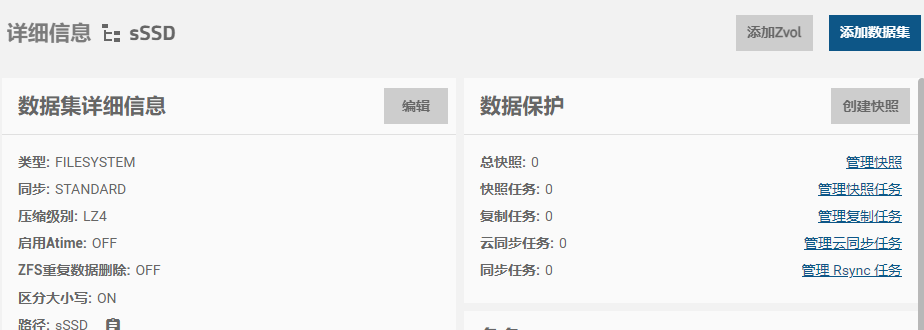 详细信息 sSSD
添加Zvol
添加数据集
数据集详细信息
编辑
类型: FILESYSTEM
同步: STANDARD
压缩级别: LZ4
启用Atime: OFF
ZFS重复数据删除: OFF
区分大小写: ON
路径: sSSD
数据保护
创建快照
总快照: 0 管理快照
快照任务: 0 管理快照任务
复制任务: 0 管理复制任务
云同步任务: 0 管理云同步任务
同步任务: 0 管理 Rsync 任务